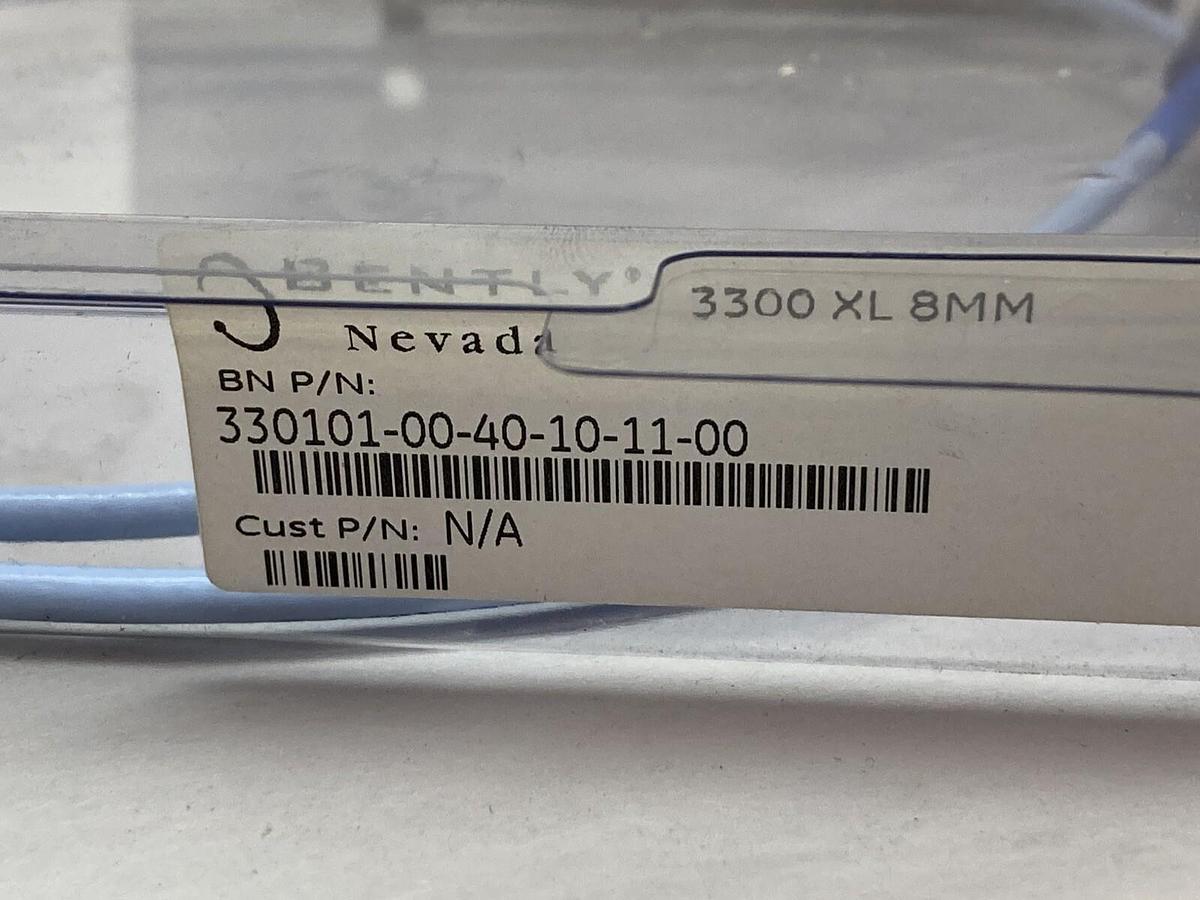 BENTLY®
Nevada
3300 XL 8MM
BN P/N:
330101-00-40-10-11-00
Cust P/N: N/A